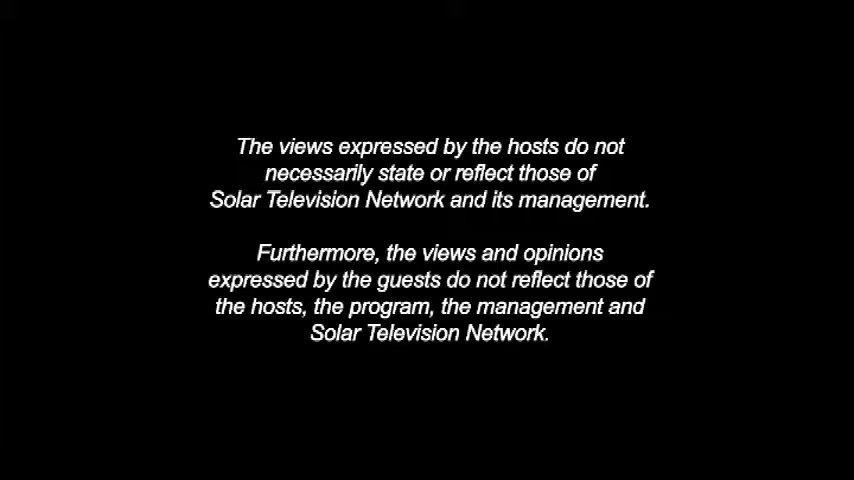 The views expressed by the hosts do not
necessarily state or reflect those of
Solar Television Network and its management.
Furthermore, the views and opinions
expressed by the guests do not reflect those of
the hosts, the program, the management and
Solar Television Network.